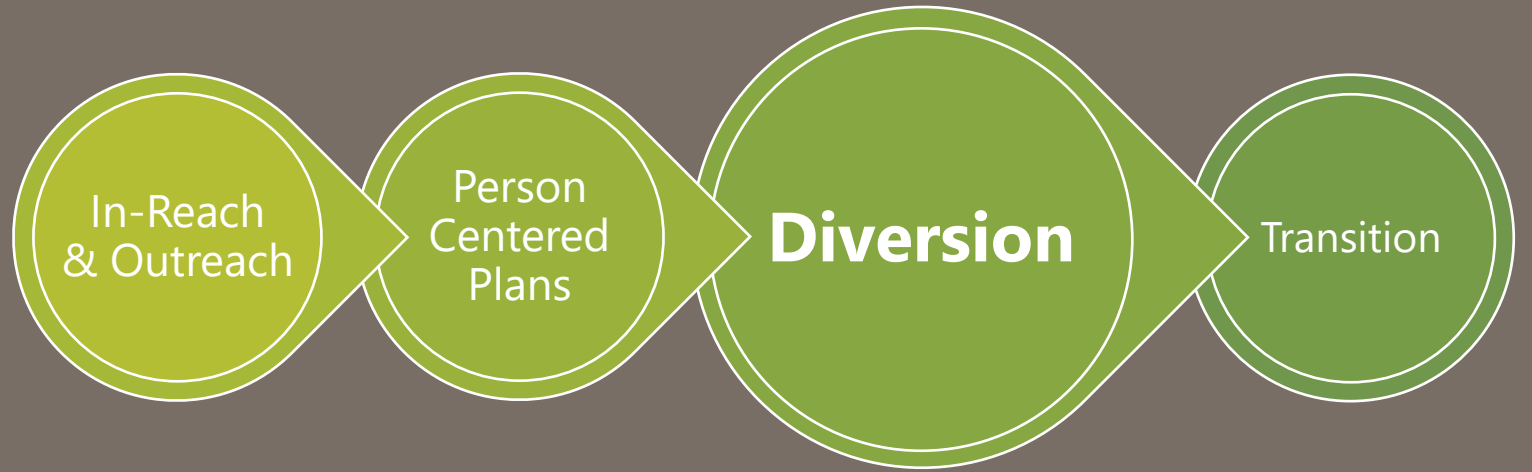 In-Reach
& Outreach
Person
Centered
Plans
Diversion
Transition